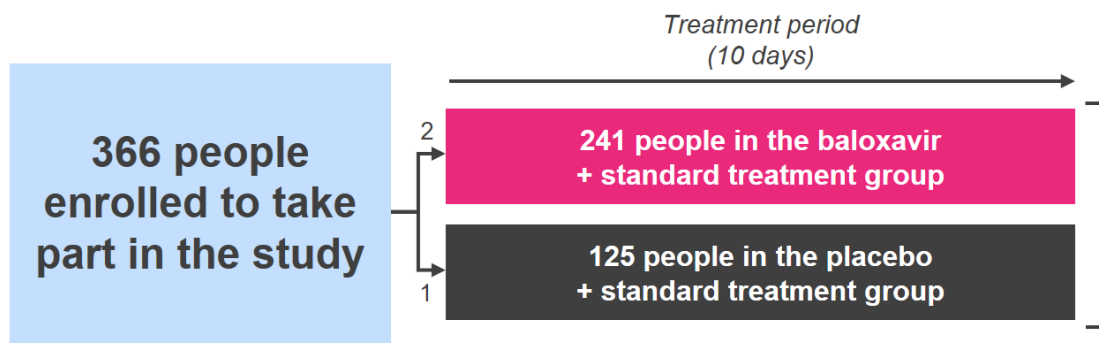 Treatment period
(10 days)
366 people
enrolled to take
part in the study
2
241 people in the baloxavir
+ standard treatment group
1
125 people in the placebo
+ standard treatment group